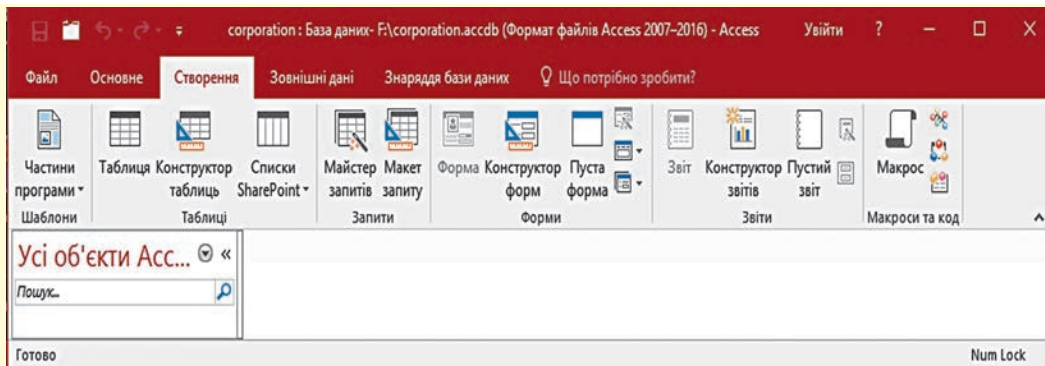 corporation : База даних- F:\corporation.accdb (Формат файлів Access 2007–2016) - Access Увійти ?
Файл Основне Створення Зовнішні дані Знаряддя бази даних Що потрібно зробити?
Частини програми Таблиця Конструктор таблиць Списки SharePoint Майстер запитів Макет запиту Форма Конструктор форм Пуста форма Звіт Конструктор звітів Пустий звіт Макрос
Шаблони Таблиці Запити Форми Звіти Макроси та код
Усі об'єкти Acc... «
Пошук...
Готово Num Lock